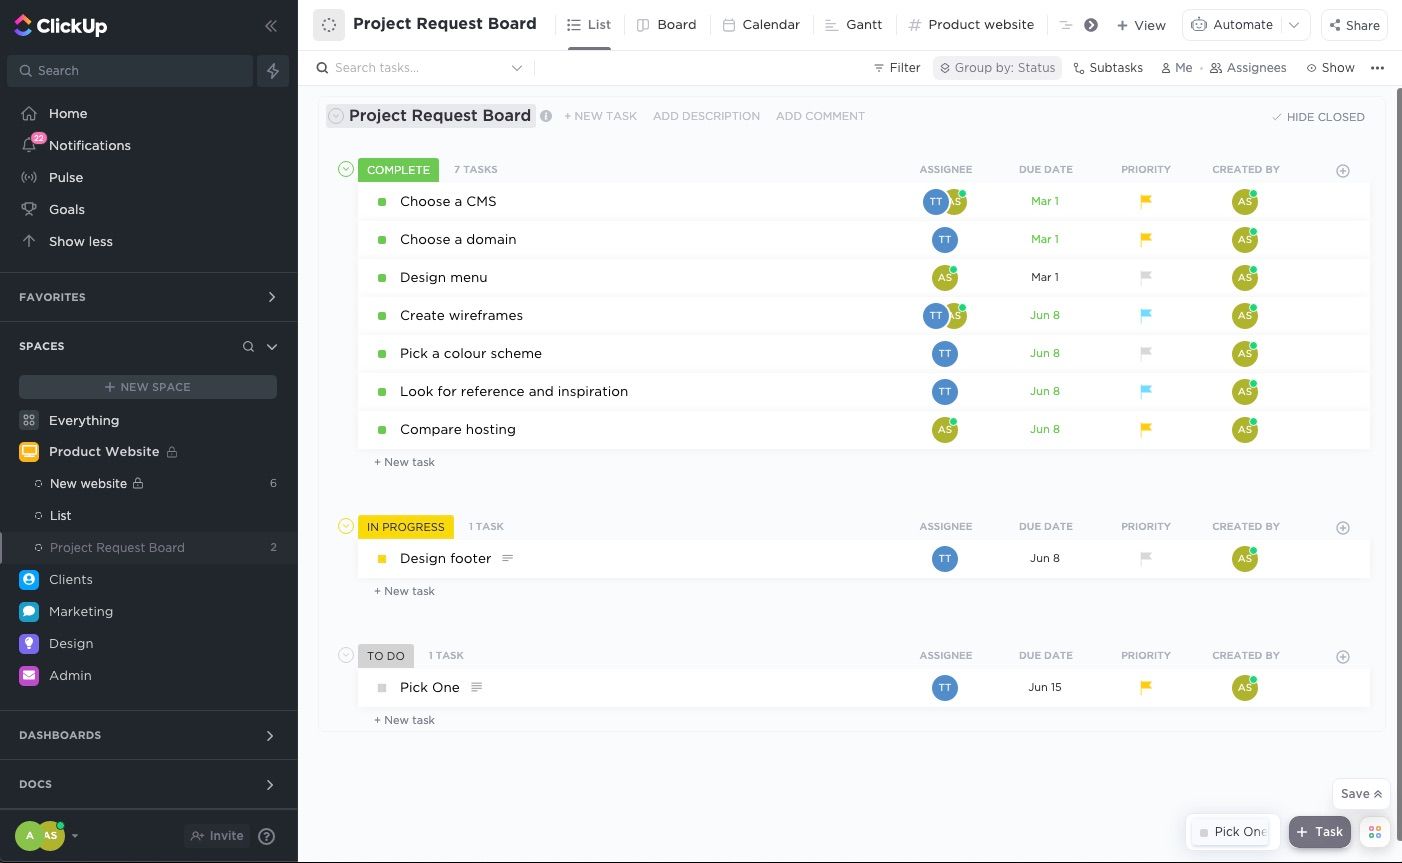 ClickUp
Search
Home
22
Notifications
Pulse
Goals
Show less
FAVORITES
SPACES
+ NEW SPACE
Everything
Product Website
New website 6
List
Project Request Board 2
Clients
Marketing
Design
Admin
DASHBOARDS
DOCS
A AS Invite ?
Project Request Board List Board Calendar Gantt # Product website + View Automate Share
Search tasks... Filter Group by: Status Subtasks Me Assignees Show
Project Request Board + NEW TASK ADD DESCRIPTION ADD COMMENT HIDE CLOSED
COMPLETE 7 TASKS ASSIGNEE DUE DATE PRIORITY CREATED BY
Choose a CMS TT AS Mar 1 AS
Choose a domain TT Mar 1 AS
Design menu AS Mar 1 AS
Create wireframes TT AS Jun 8 AS
Pick a colour scheme TT Jun 8 AS
Look for reference and inspiration TT Jun 8 AS
Compare hosting AS Jun 8 AS
+ New task
IN PROGRESS 1 TASK ASSIGNEE DUE DATE PRIORITY CREATED BY
Design footer TT Jun 8 AS
+ New task
TO DO 1 TASK ASSIGNEE DUE DATE PRIORITY CREATED BY
Pick One TT Jun 15 AS
+ New task
Save
Pick One + Task